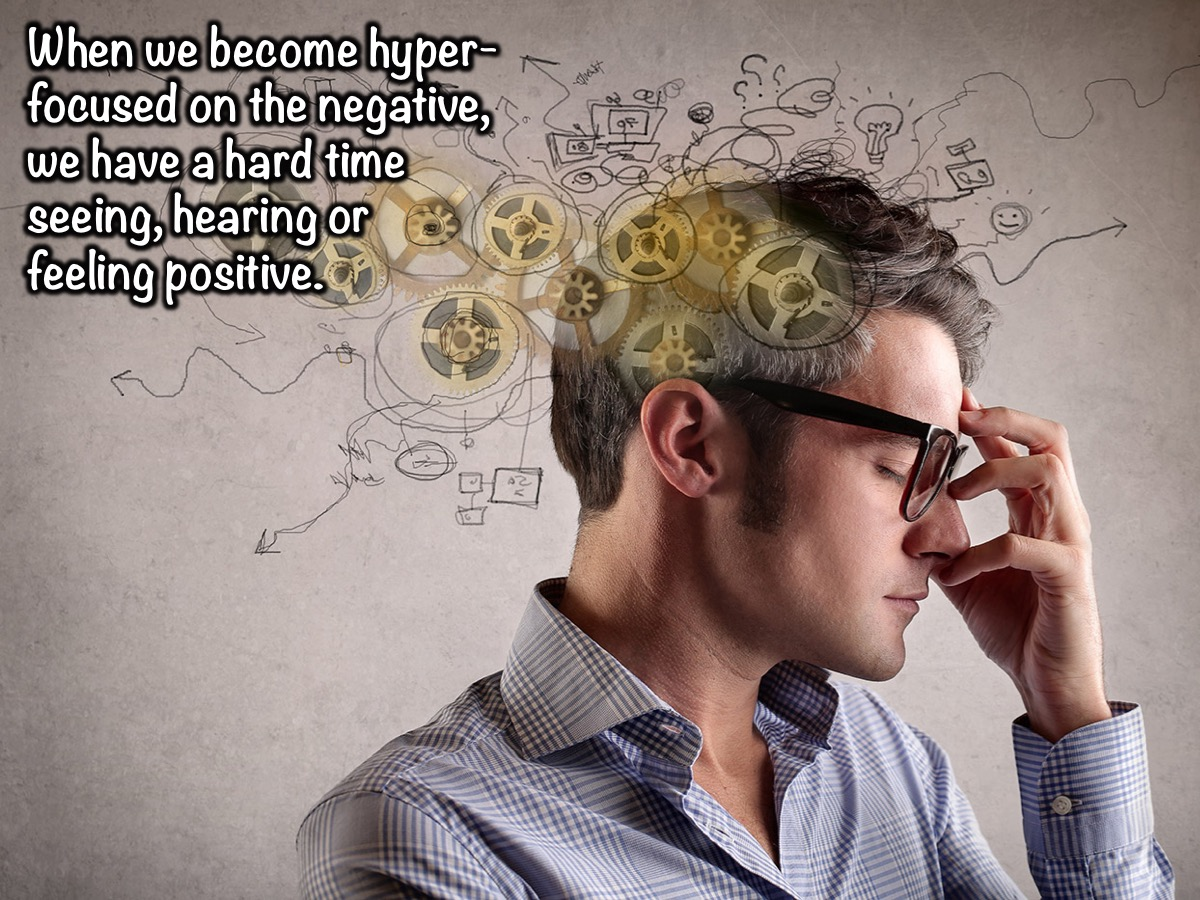 When we become hyper-
focused on the negative,
we have a hard time
seeing, hearing or
feeling positive.